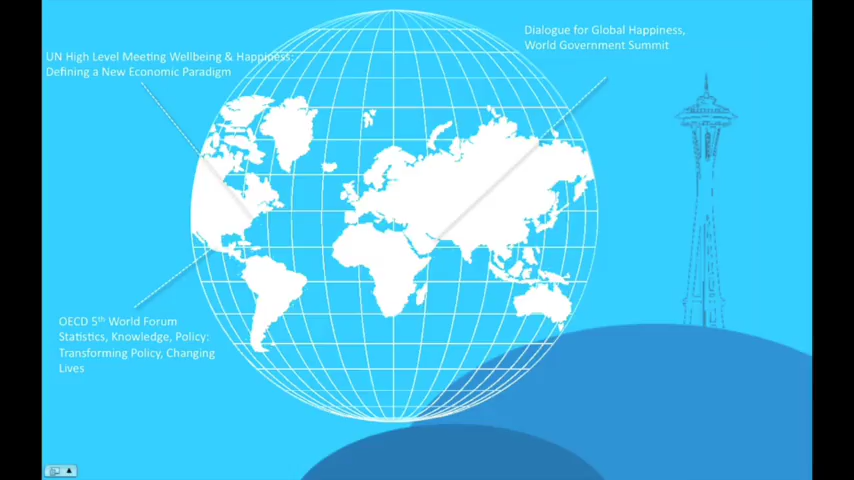 UN High Level Meeting Wellbeing & Happiness:
Defining a New Economic Paradigm
Dialogue for Global Happiness,
World Government Summit
OECD 5th World Forum
Statistics, Knowledge, Policy:
Transforming Policy, Changing
Lives